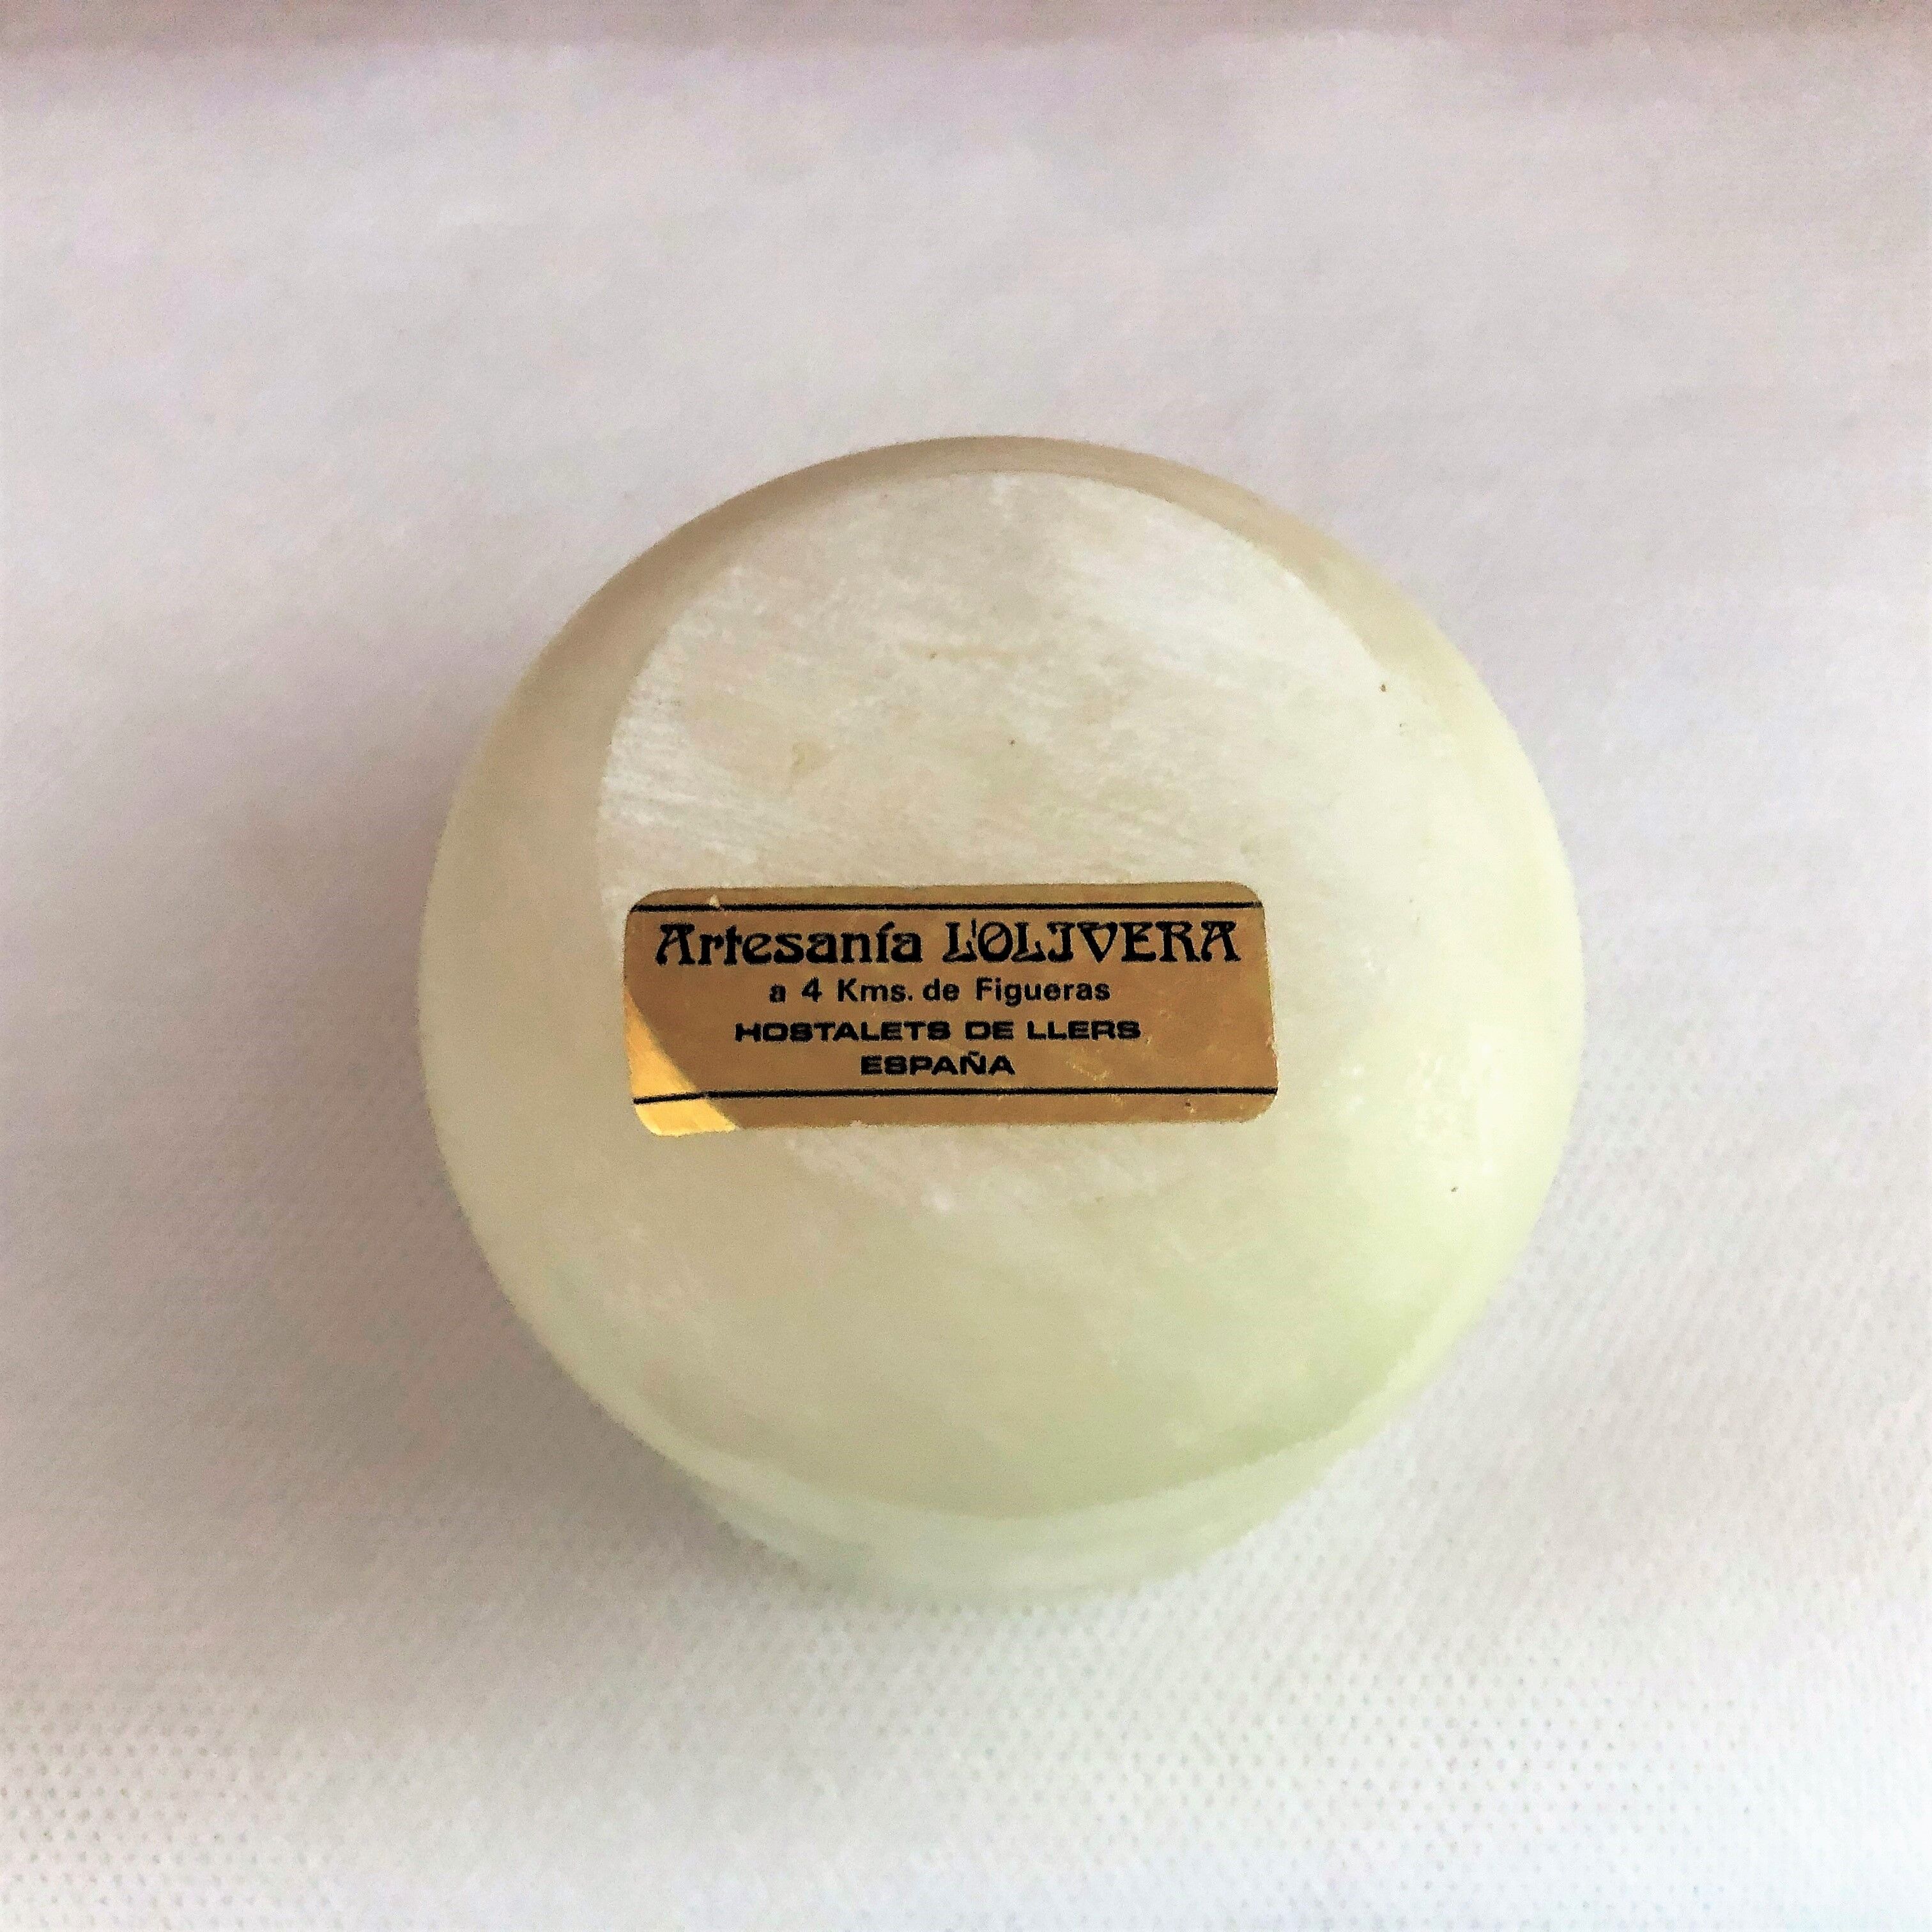 Artesanía L'OLIVERA
a 4 Kms. de Figueras
HOSTALETS DE LLERS
ESPAÑA